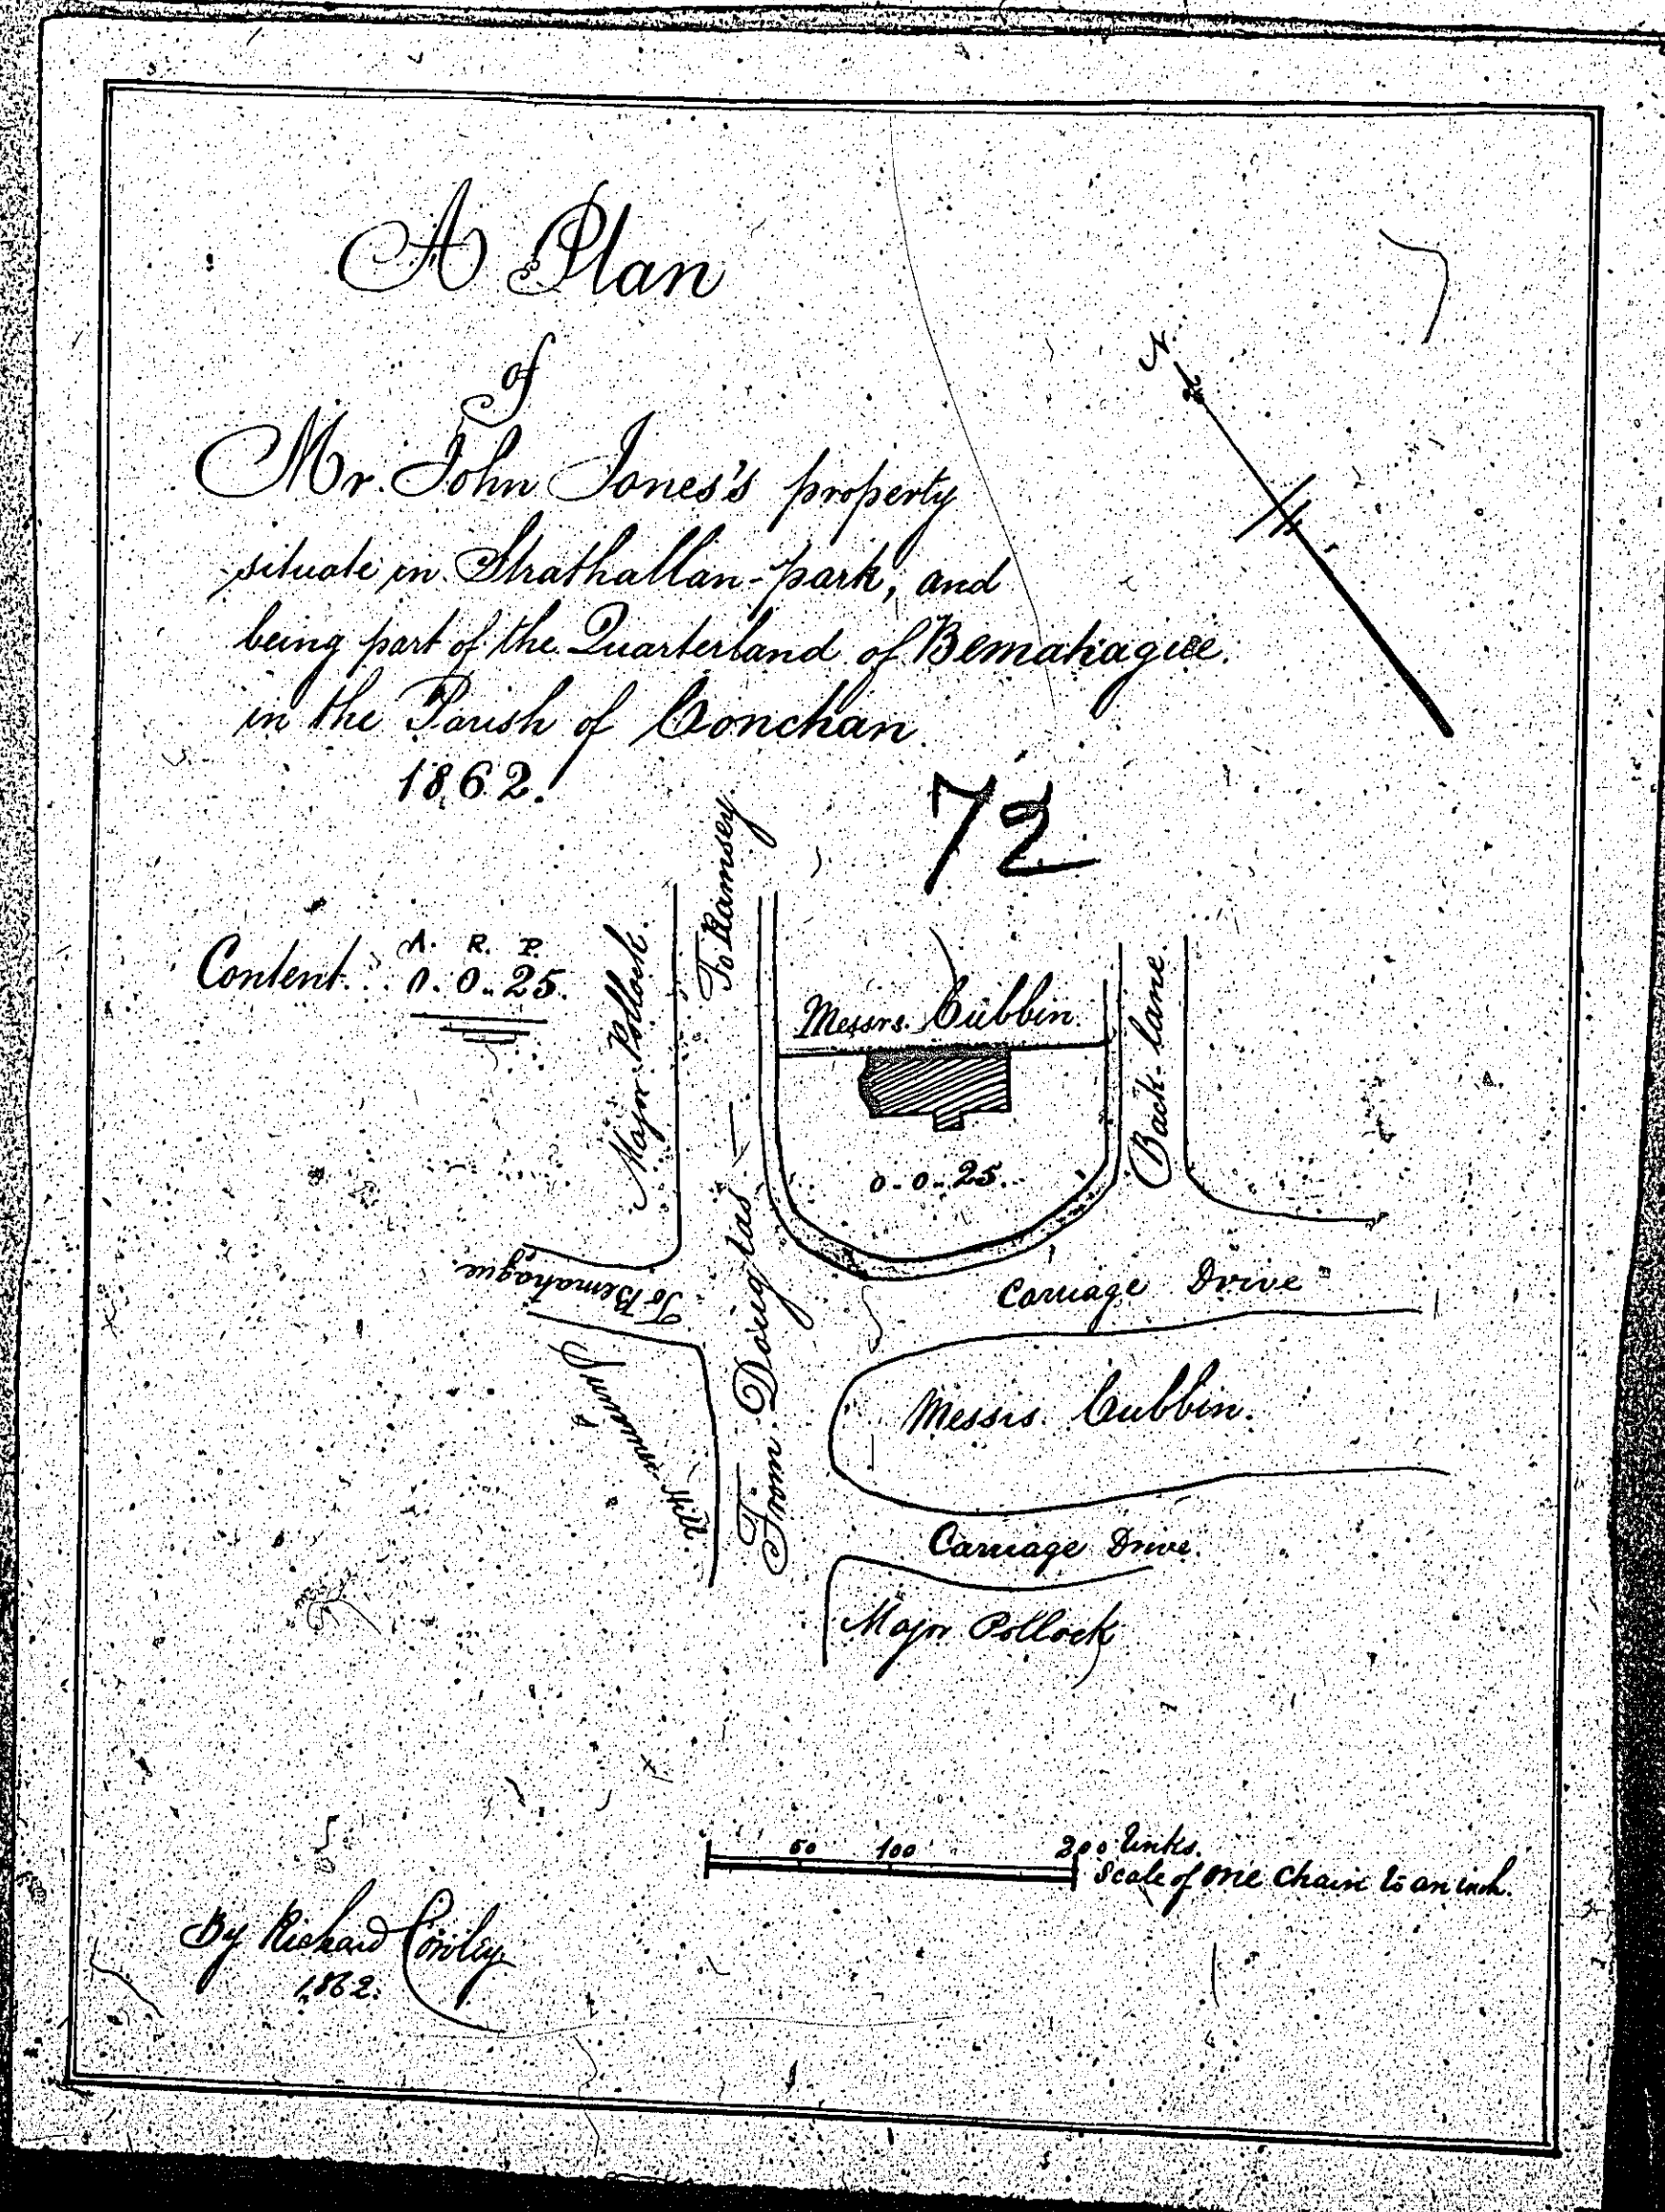 A Plan
of
Mr. John Jones's property
situate in Strathallan-park, and
being part of the Quarterland of Bemahague
in the Parish of Conchan
1862.
72
N.
Content. A. R. P.
0. 0. 25.
Major Pollock.
To Ramsey
Messrs. Cubbin.
Back-lane.
0-0-25.
To Bemahague
Carriage Drive
Summer Hill
From Douglas
Messrs. Cubbin.
Carriage Drive.
Major Pollock
50 100 200 links.
Scale of one Chain to an inch.
By Richard Cowley
1862.